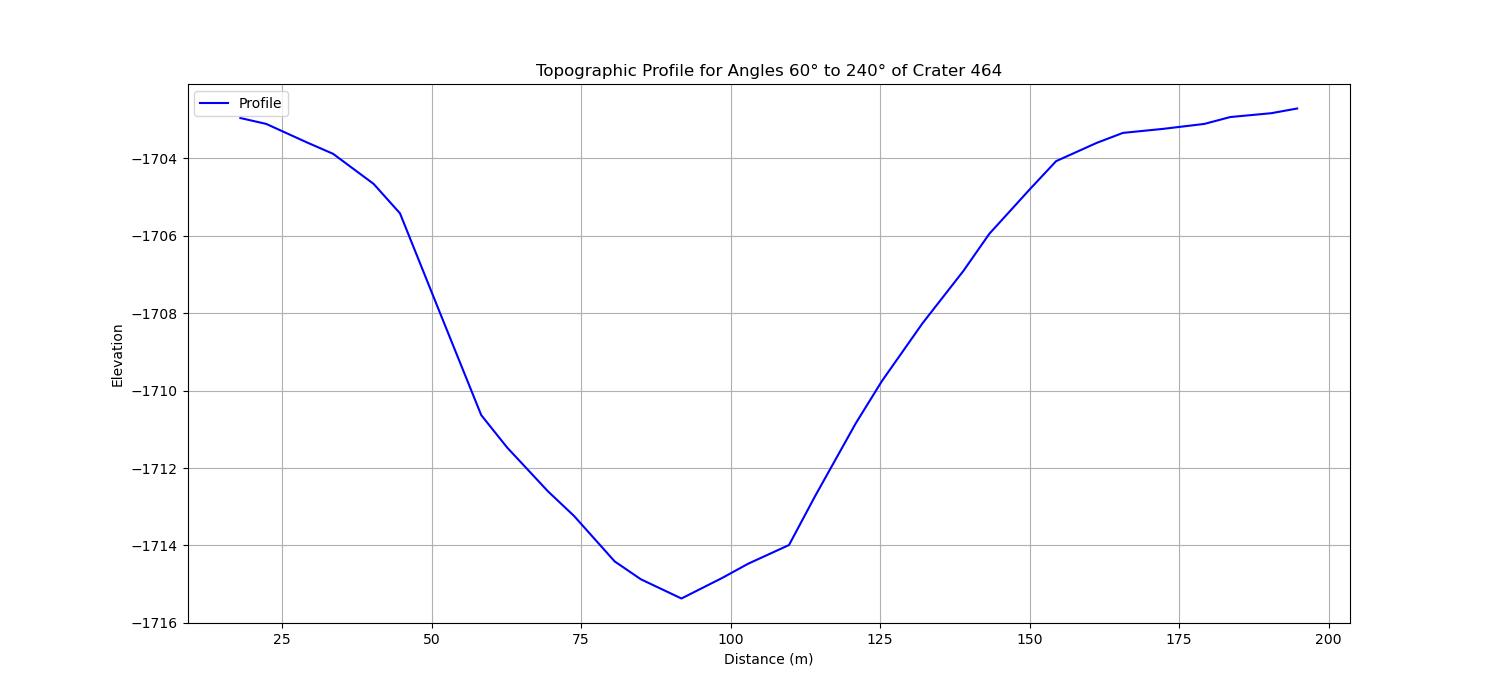 Topographic Profile for Angles 60° to 240° of Crater 464
Profile
−1704
−1706
−1708
−1710
−1712
−1714
−1716
Elevation
25 50 75 100 125 150 175 200
Distance (m)